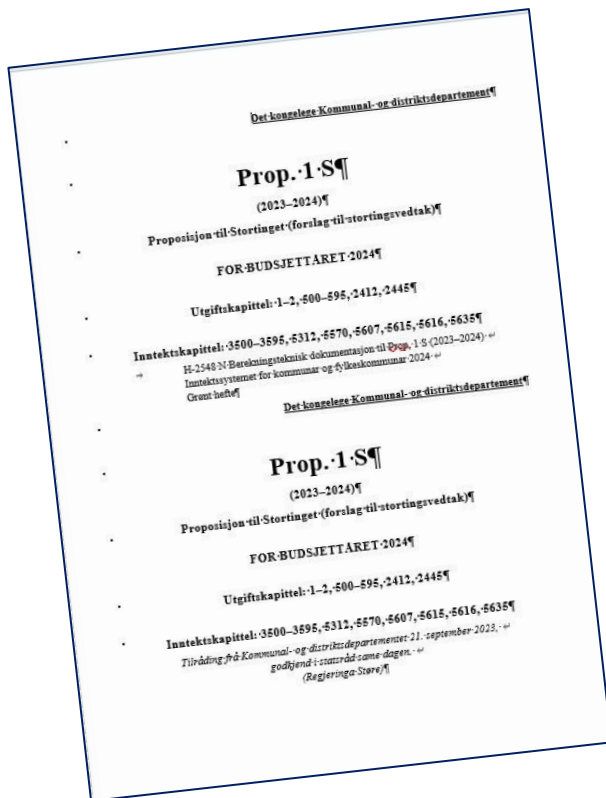 Det kongelege Kommunal- og distriktsdepartement¶
Prop. 1 S¶
(2023–2024)¶
Proposisjon til Stortinget (forslag til stortingsvedtak)¶
FOR BUDSJETTÅRET 2024¶
Utgiftskapittel: 1–2, 500–595, 2412, 2445¶
Inntektskapittel: 3500–3595, 5312, 5570, 5607, 5615, 5616, 5635¶
H-2548 N Berekningsteknisk dokumentasjon til Prop. 1 S (2023–2024) ↵
→ Inntektssystemet for kommunar og fylkeskommunar 2024 ↵
Grønt hefte¶
Det kongelege Kommunal- og distriktsdepartement¶
Prop. 1 S¶
(2023–2024)¶
Proposisjon til Stortinget (forslag til stortingsvedtak)¶
FOR BUDSJETTÅRET 2024¶
Utgiftskapittel: 1–2, 500–595, 2412, 2445¶
Inntektskapittel: 3500–3595, 5312, 5570, 5607, 5615, 5616, 5635¶
Tilråding frå Kommunal- og distriktsdepartementet 21. september 2023, ↵
godkjend i statsråd same dagen. ↵
(Regjeringa Støre)¶